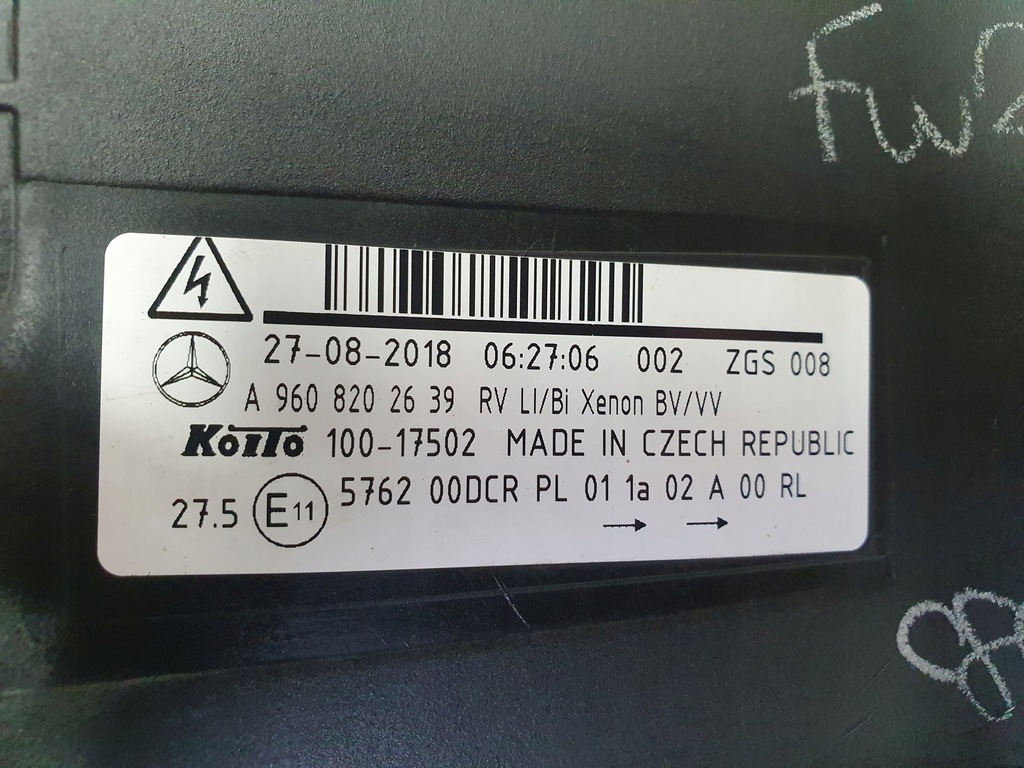 FW
27-08-2018 06:27:06 002 ZGS 008
A 960 820 26 39 RV LI/Bi Xenon BV/VV
KOITO 100-17502 MADE IN CZECH REPUBLIC
27.5 E11 5762 00DCR PL 01 1a 02 A 00 RL